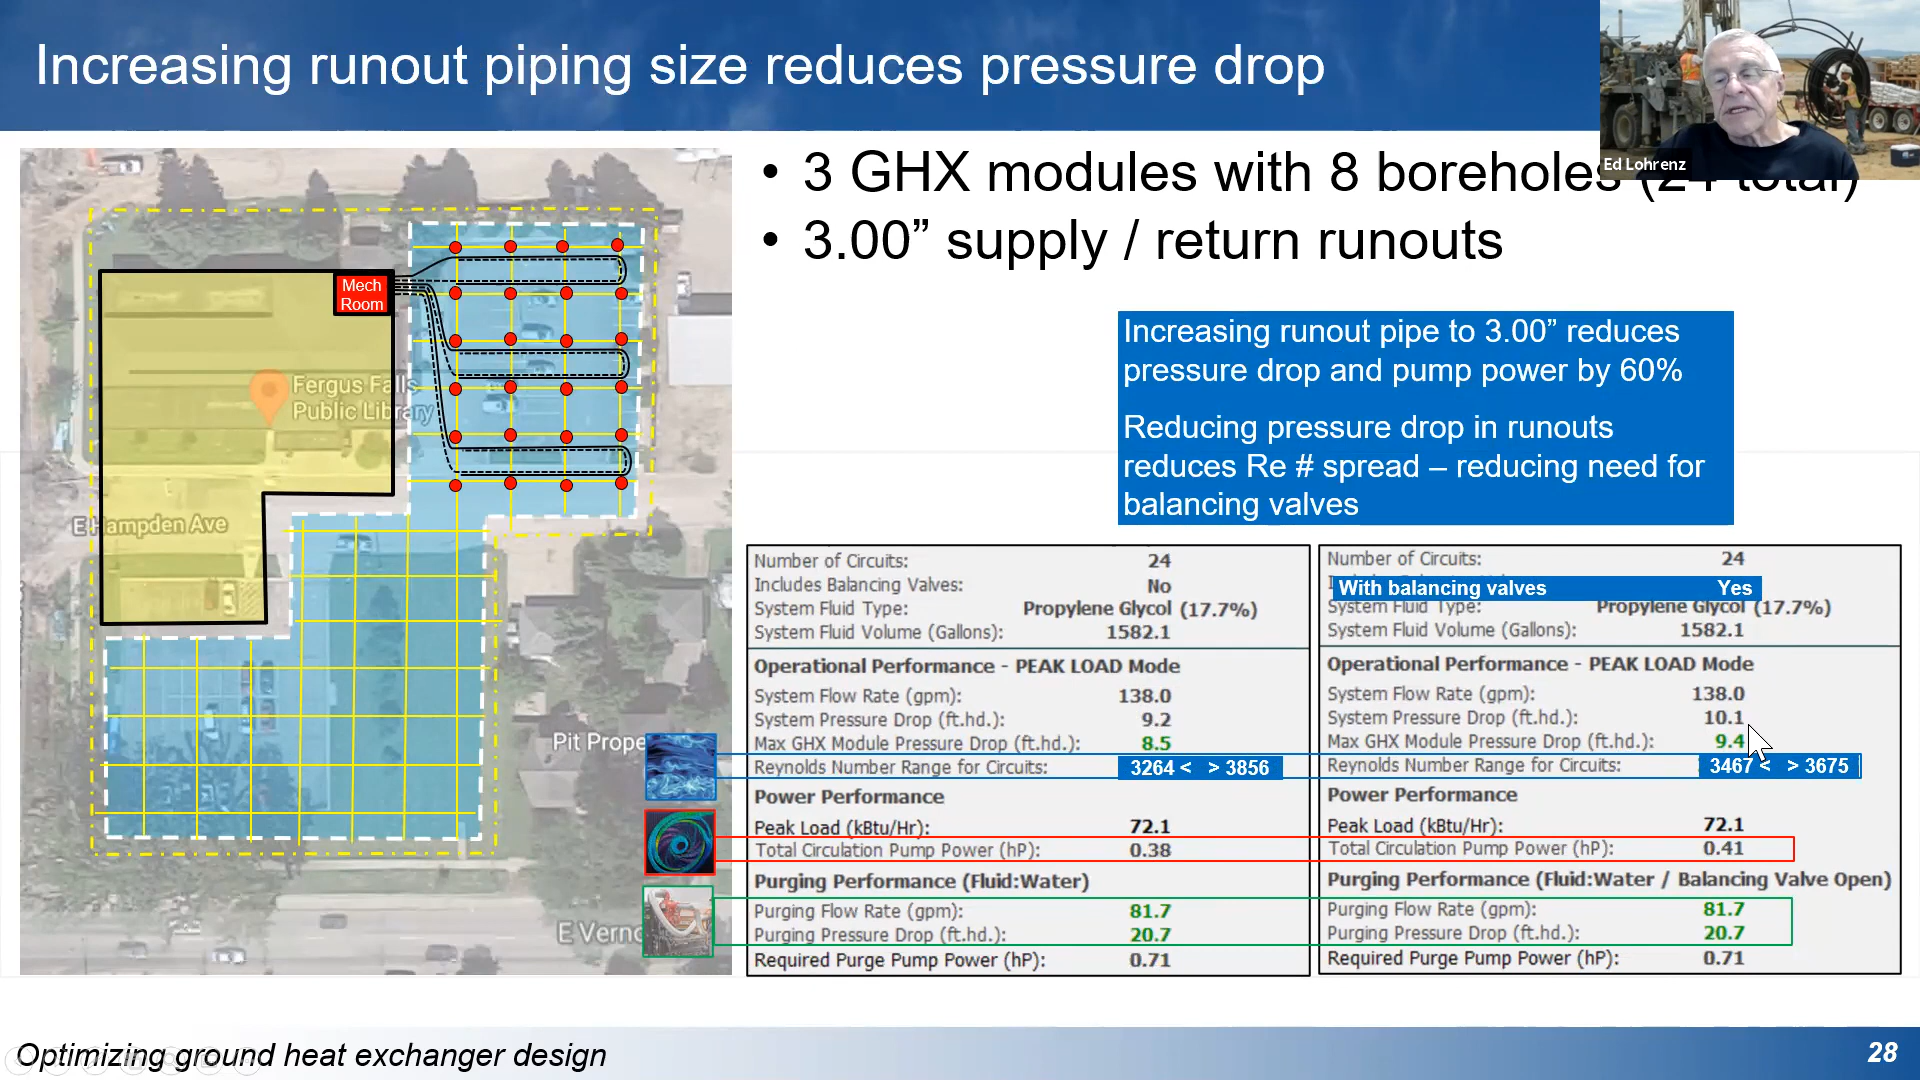 Increasing runout piping size reduces pressure drop
Ed Lohrenz
• 3 GHX modules with 8 boreholes (24 total)
• 3.00” supply / return runouts
Mech
Room
Fergus Falls
Public Library
E Hampden Ave
Pit Prope
E Verno
Increasing runout pipe to 3.00” reduces
pressure drop and pump power by 60%
Reducing pressure drop in runouts
reduces Re # spread – reducing need for
balancing valves
Number of Circuits: 24
Includes Balancing Valves: No
System Fluid Type: Propylene Glycol (17.7%)
System Fluid Volume (Gallons): 1582.1
Operational Performance - PEAK LOAD Mode
System Flow Rate (gpm): 138.0
System Pressure Drop (ft.hd.): 9.2
Max GHX Module Pressure Drop (ft.hd.): 8.5
Reynolds Number Range for Circuits: 3264 < > 3856
Power Performance
Peak Load (kBtu/Hr): 72.1
Total Circulation Pump Power (hP): 0.38
Purging Performance (Fluid:Water)
Purging Flow Rate (gpm): 81.7
Purging Pressure Drop (ft.hd.): 20.7
Required Purge Pump Power (hP): 0.71
Number of Circuits: 24
With balancing valves Yes
System Fluid Type: Propylene Glycol (17.7%)
System Fluid Volume (Gallons): 1582.1
Operational Performance - PEAK LOAD Mode
System Flow Rate (gpm): 138.0
System Pressure Drop (ft.hd.): 10.1
Max GHX Module Pressure Drop (ft.hd.): 9.4
Reynolds Number Range for Circuits: 3467 < > 3675
Power Performance
Peak Load (kBtu/Hr): 72.1
Total Circulation Pump Power (hP): 0.41
Purging Performance (Fluid:Water / Balancing Valve Open)
Purging Flow Rate (gpm): 81.7
Purging Pressure Drop (ft.hd.): 20.7
Required Purge Pump Power (hP): 0.71
Optimizing ground heat exchanger design
28